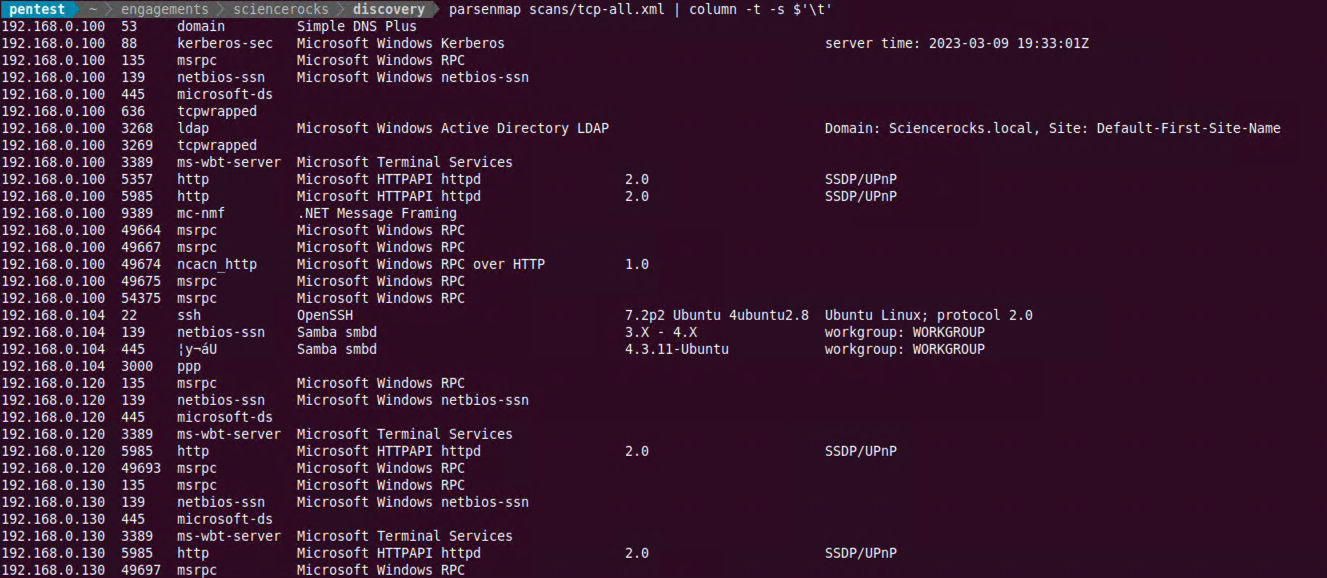 pentest ~ engagements sciencerocks discovery parsenmap scans/tcp-all.xml | column -t -s $'\t'
192.168.0.100 53 domain Simple DNS Plus
192.168.0.100 88 kerberos-sec Microsoft Windows Kerberos server time: 2023-03-09 19:33:01Z
192.168.0.100 135 msrpc Microsoft Windows RPC
192.168.0.100 139 netbios-ssn Microsoft Windows netbios-ssn
192.168.0.100 445 microsoft-ds
192.168.0.100 636 tcpwrapped
192.168.0.100 3268 ldap Microsoft Windows Active Directory LDAP Domain: Sciencerocks.local, Site: Default-First-Site-Name
192.168.0.100 3269 tcpwrapped
192.168.0.100 3389 ms-wbt-server Microsoft Terminal Services
192.168.0.100 5357 http Microsoft HTTPAPI httpd 2.0 SSDP/UPnP
192.168.0.100 5985 http Microsoft HTTPAPI httpd 2.0 SSDP/UPnP
192.168.0.100 9389 mc-nmf .NET Message Framing
192.168.0.100 49664 msrpc Microsoft Windows RPC
192.168.0.100 49667 msrpc Microsoft Windows RPC
192.168.0.100 49674 ncacn_http Microsoft Windows RPC over HTTP 1.0
192.168.0.100 49675 msrpc Microsoft Windows RPC
192.168.0.100 54375 msrpc Microsoft Windows RPC
192.168.0.104 22 ssh OpenSSH 7.2p2 Ubuntu 4ubuntu2.8 Ubuntu Linux; protocol 2.0
192.168.0.104 139 netbios-ssn Samba smbd 3.X - 4.X workgroup: WORKGROUP
192.168.0.104 445 ¦y¬áU Samba smbd 4.3.11-Ubuntu workgroup: WORKGROUP
192.168.0.104 3000 ppp
192.168.0.120 135 msrpc Microsoft Windows RPC
192.168.0.120 139 netbios-ssn Microsoft Windows netbios-ssn
192.168.0.120 445 microsoft-ds
192.168.0.120 3389 ms-wbt-server Microsoft Terminal Services
192.168.0.120 5985 http Microsoft HTTPAPI httpd 2.0 SSDP/UPnP
192.168.0.120 49693 msrpc Microsoft Windows RPC
192.168.0.130 135 msrpc Microsoft Windows RPC
192.168.0.130 139 netbios-ssn Microsoft Windows netbios-ssn
192.168.0.130 445 microsoft-ds
192.168.0.130 3389 ms-wbt-server Microsoft Terminal Services
192.168.0.130 5985 http Microsoft HTTPAPI httpd 2.0 SSDP/UPnP
192.168.0.130 49697 msrpc Microsoft Windows RPC